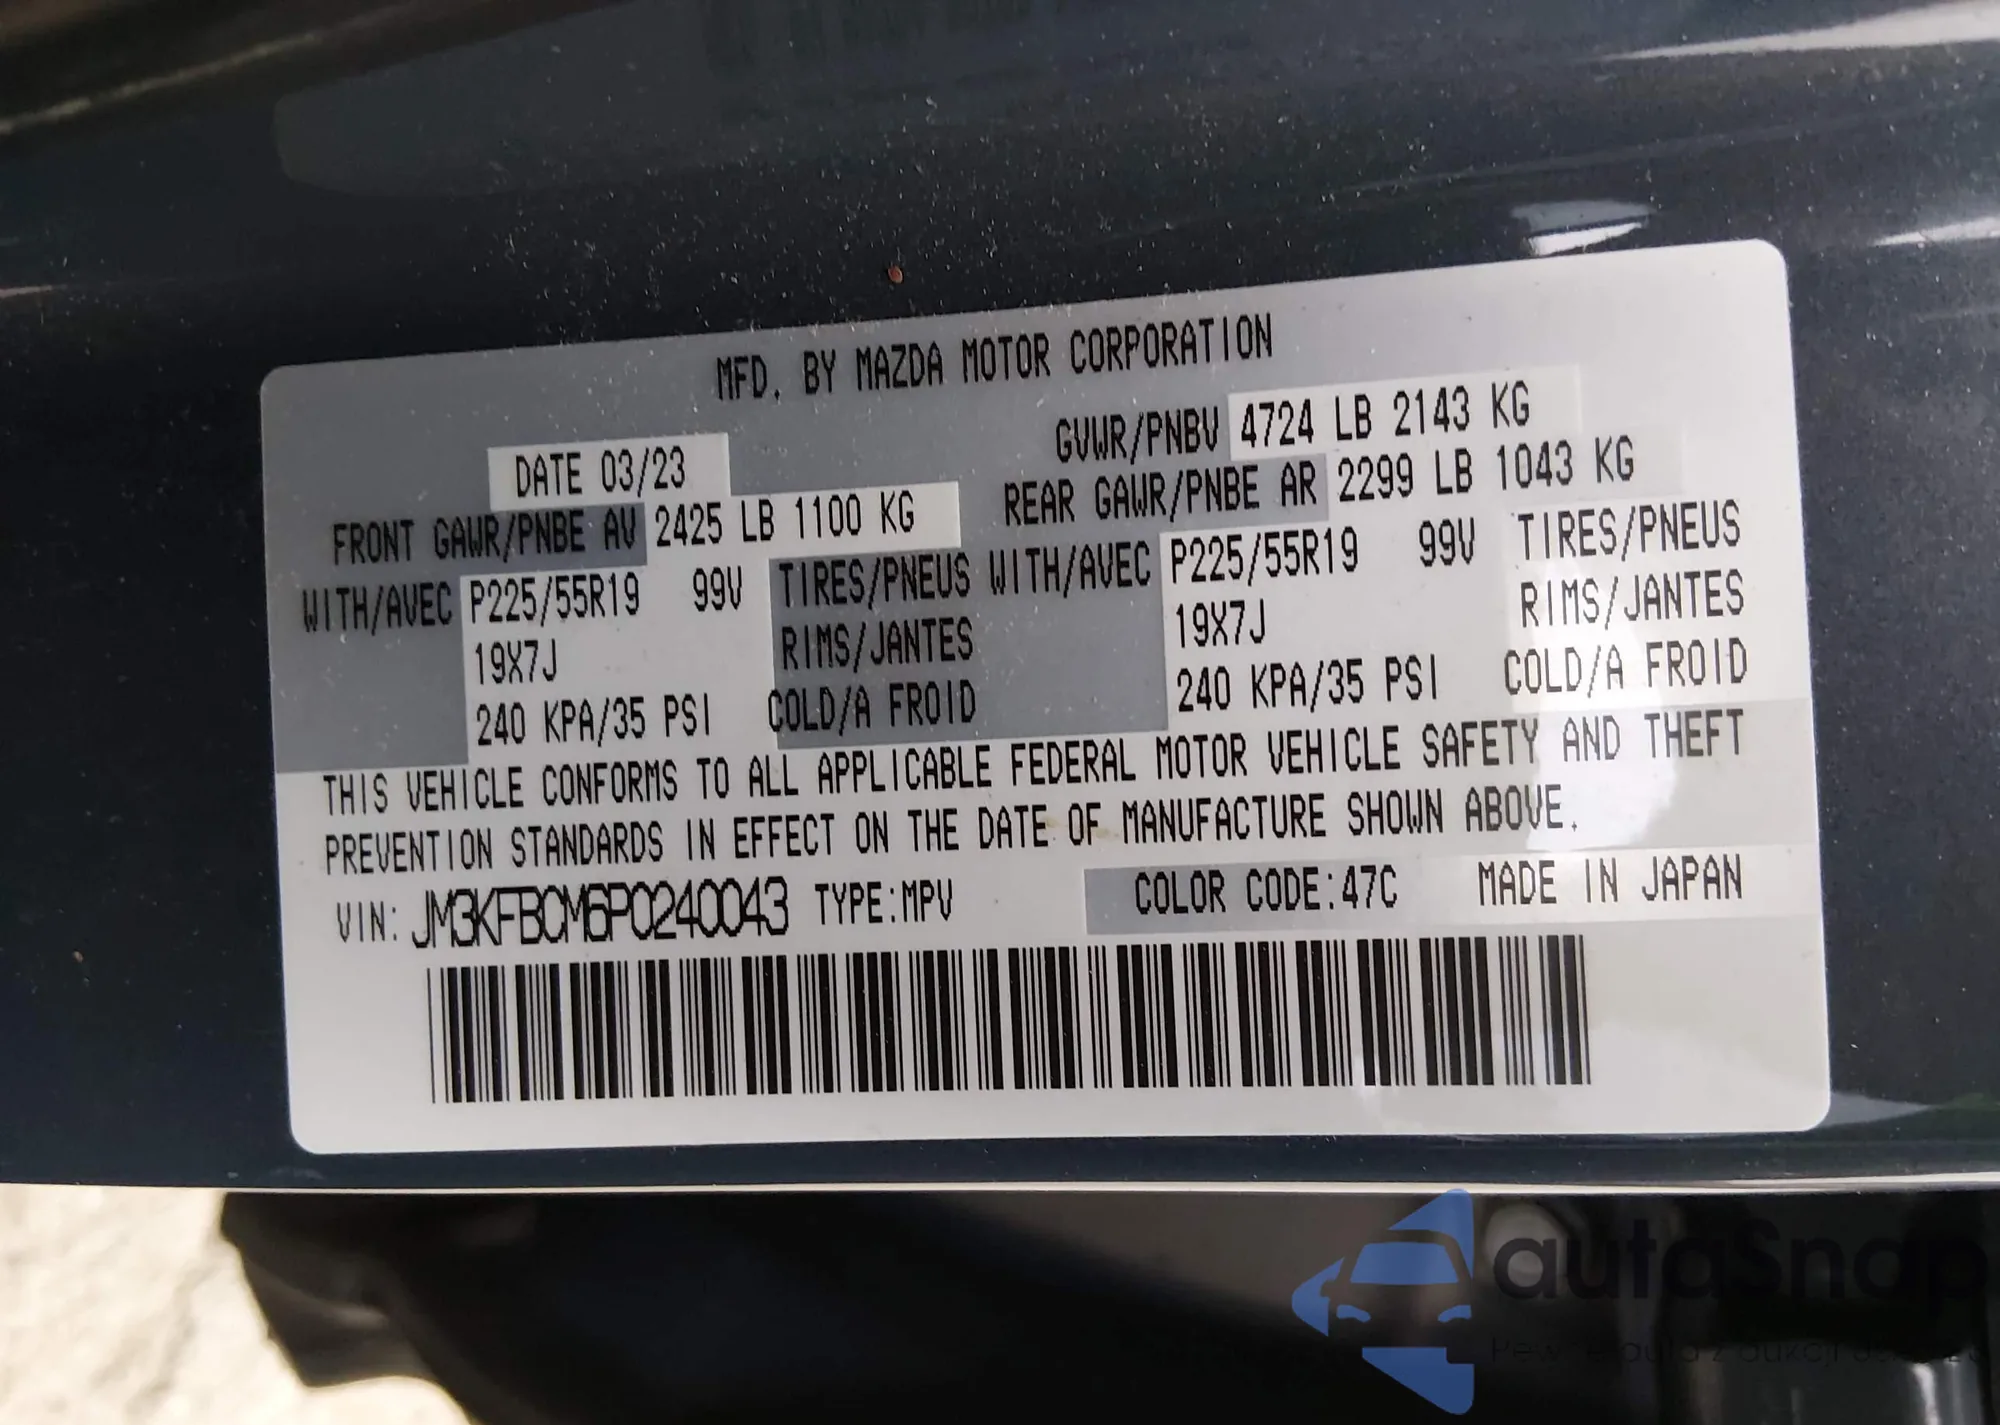 MFD. BY MAZDA MOTOR CORPORATION
GVWR/PNBV 4724 LB 2143 KG
DATE 03/23
REAR GAWR/PNBE AR 2299 LB 1043 KG
FRONT GAWR/PNBE AV 2425 LB 1100 KG
WITH/AVEC P225/55R19 99V TIRES/PNEUS WITH/AVEC P225/55R19 99V TIRES/PNEUS
19X7J RIMS/JANTES 19X7J RIMS/JANTES
240 KPA/35 PSI COLD/A FROID 240 KPA/35 PSI COLD/A FROID
THIS VEHICLE CONFORMS TO ALL APPLICABLE FEDERAL MOTOR VEHICLE SAFETY AND THEFT
PREVENTION STANDARDS IN EFFECT ON THE DATE OF MANUFACTURE SHOWN ABOVE.
VIN: JM3KFBCM6P0240043 TYPE:MPV COLOR CODE:47C MADE IN JAPAN
autaSnap